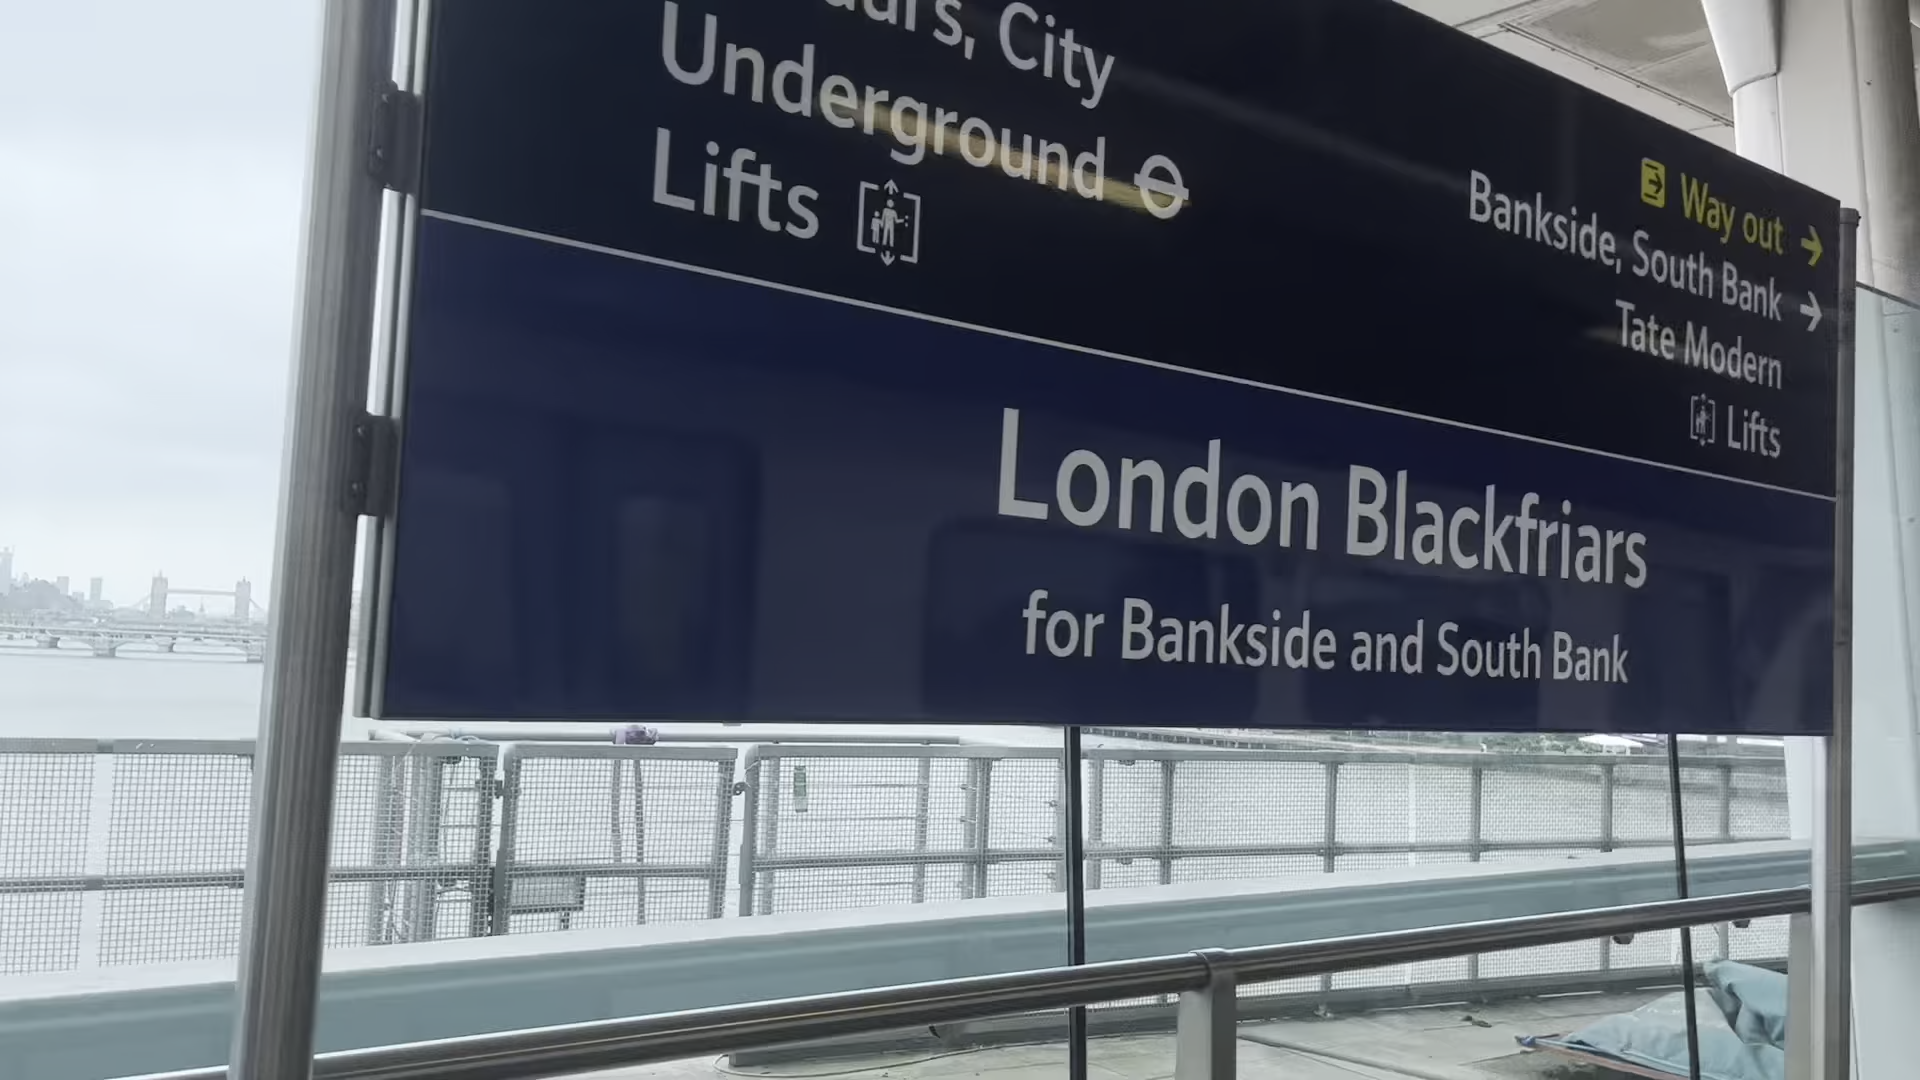 City
Underground
Lifts
Way out →
Bankside, South Bank →
Tate Modern
Lifts
London Blackfriars
for Bankside and South Bank